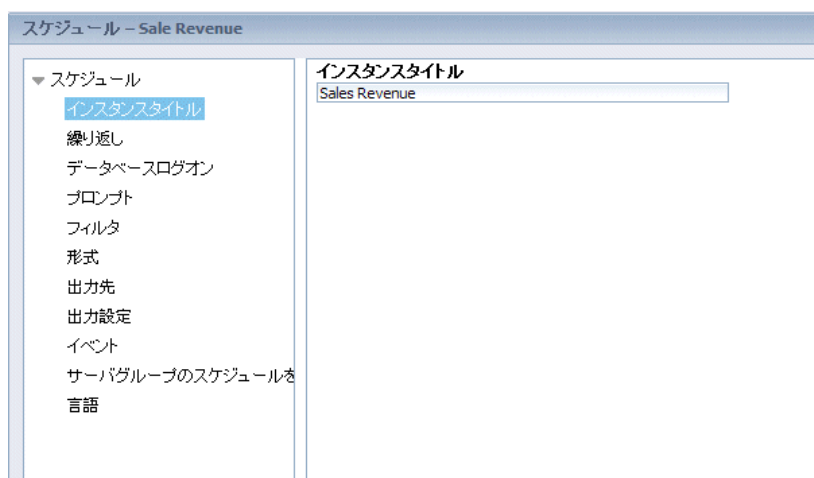 スケジュール – Sale Revenue
スケジュール
インスタンスタイトル
繰り返し
データベースログオン
プロンプト
フィルタ
形式
出力先
出力設定
イベント
サーバグループのスケジュールを
言語
インスタンスタイトル
Sales Revenue